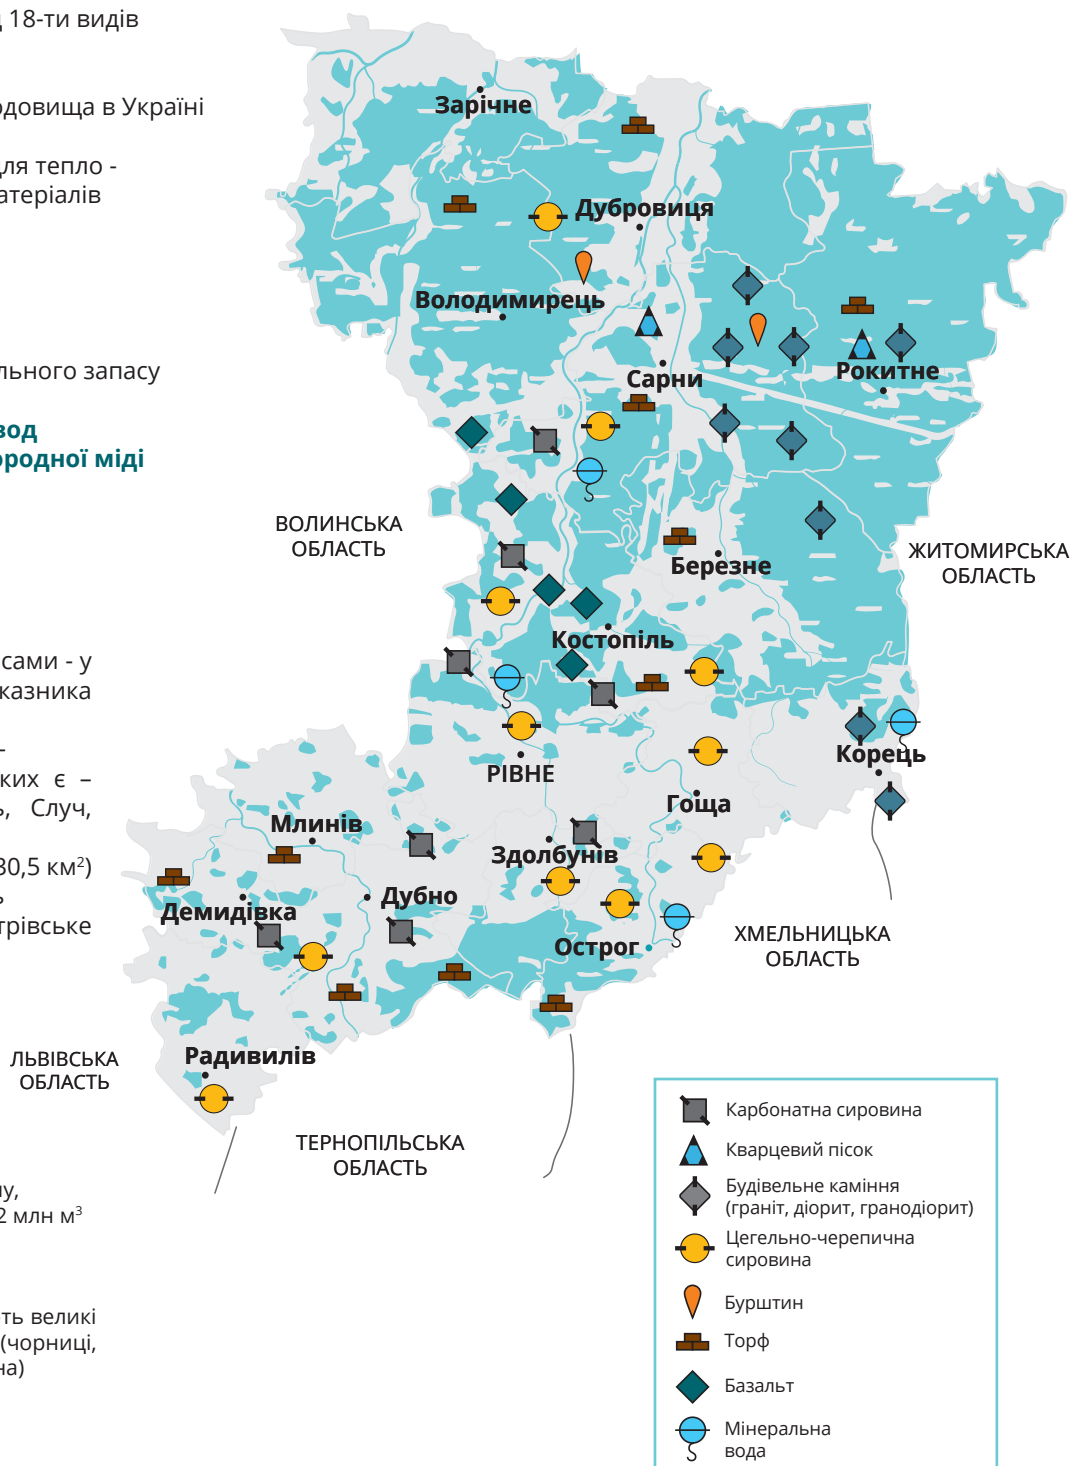 18-ти видів
одовища в Україні
для тепло -
атеріалів
льного запасу
вод
ородної міді
сами - у
казника
-
ких є –
Случ,
30,5 км²)
трівське
му,
2 млн м³
ть великі
(чорниці,
на)
Зарічне
Дубровиця
Володимирець
Сарни
Рокитне
ВОЛИНСЬКА
ОБЛАСТЬ
Березне
ЖИТОМИРСЬКА
ОБЛАСТЬ
Костопіль
РІВНЕ
Корець
Гоща
Млинів
Здолбунів
Демидівка
Дубно
Острог
ХМЕЛЬНИЦЬКА
ОБЛАСТЬ
Радивилів
ЛЬВІВСЬКА
ОБЛАСТЬ
ТЕРНОПІЛЬСЬКА
ОБЛАСТЬ
Карбонатна сировина
Кварцевий пісок
Будівельне каміння
(граніт, діорит, гранодіорит)
Цегельно-черепична
сировина
Бурштин
Торф
Базальт
Мінеральна
вода